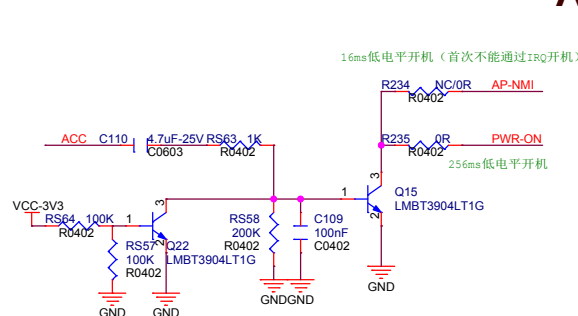 16ms低电平开机（首次不能通过IRQ开机）
R234 NC/0R AP-NMI
R0402
ACC C110 4.7uF-25V RS63 1K R235 0R PWR-ON
C0603 R0402 R0402
256ms低电平开机
3
3
VCC-3V3 1 Q15
RS64 100K 1 RS58 C109 2 LMBT3904LT1G
R0402 200K 100nF
RS57 2 Q22 R0402 C0402
100K LMBT3904LT1G
R0402
GND GND GND GND GND